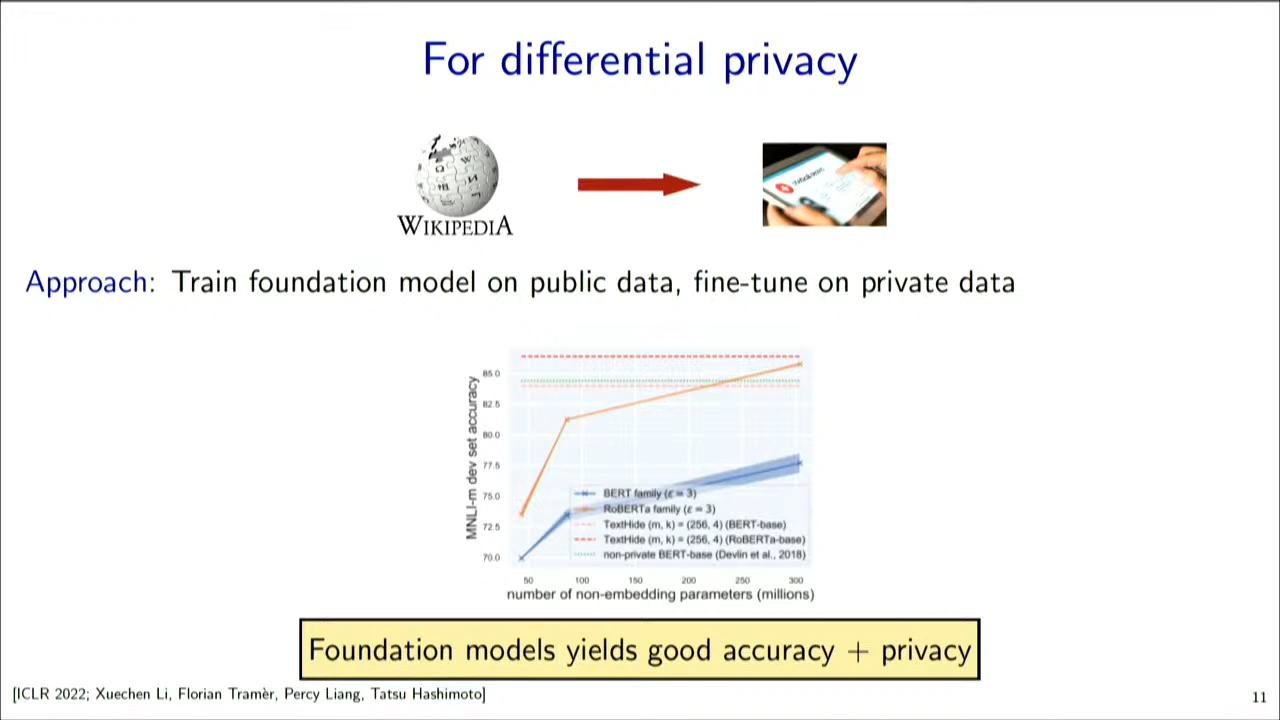 For differential privacy
WIKIPEDIA
Approach: Train foundation model on public data, fine-tune on private data
MNLI-m dev set accuracy
85.0
82.5
80.0
77.5
75.0
72.5
70.0
BERT family (ε = 3)
RoBERTa family (ε = 3)
TextHide (m, k) = (256, 4) (BERT-base)
TextHide (m, k) = (256, 4) (RoBERTa-base)
non-private BERT-base (Devlin et al., 2018)
50 100 150 200 250 300
number of non-embedding parameters (millions)
Foundation models yields good accuracy + privacy
[ICLR 2022; Xuechen Li, Florian Tramèr, Percy Liang, Tatsu Hashimoto]
11